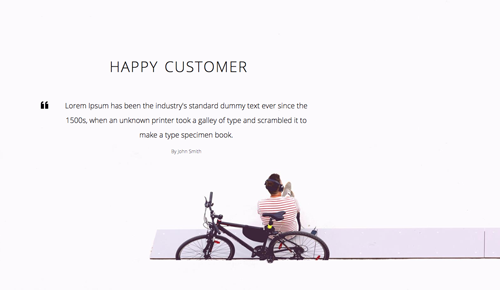 HAPPY CUSTOMER
❝ Lorem Ipsum has been the industry's standard dummy text ever since the
1500s, when an unknown printer took a galley of type and scrambled it to
make a type specimen book.
By John Smith